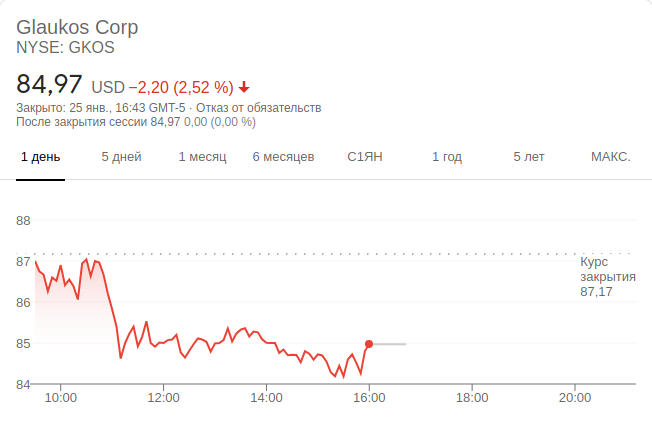 Glaukos Corp
NYSE: GKOS
84,97 USD −2,20 (2,52 %)
Закрыто: 25 янв., 16:43 GMT-5 · Отказ от обязательств
После закрытия сессии 84,97 0,00 (0,00 %)
1 день 5 дней 1 месяц 6 месяцев С1ЯН 1 год 5 лет МАКС.
88
87
86
85
84
Курс
закрытия
87,17
10:00 12:00 14:00 16:00 18:00 20:00